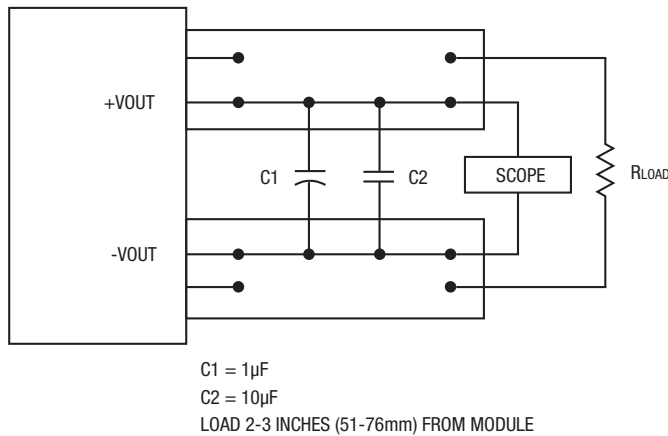 +VOUT
C1
C2
SCOPE
RLOAD
-VOUT
C1 = 1µF
C2 = 10µF
LOAD 2-3 INCHES (51-76mm) FROM MODULE